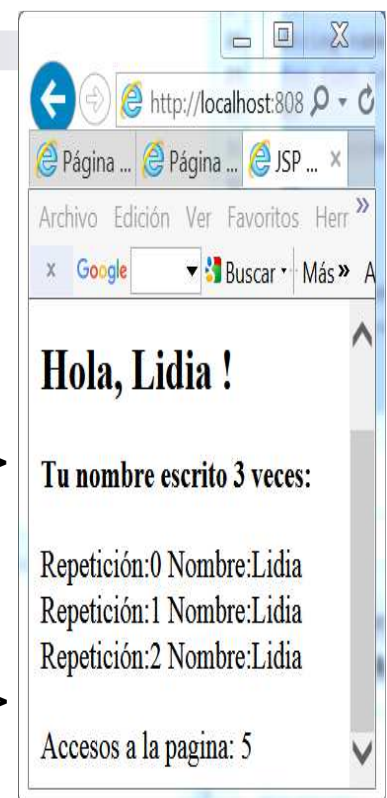 http://localhost:808
Página ... Página ... JSP ... ×
Archivo Edición Ver Favoritos Herr »
x Google Buscar Más» A
Hola, Lidia !
Tu nombre escrito 3 veces:
Repetición:0 Nombre:Lidia
Repetición:1 Nombre:Lidia
Repetición:2 Nombre:Lidia
Accesos a la pagina: 5